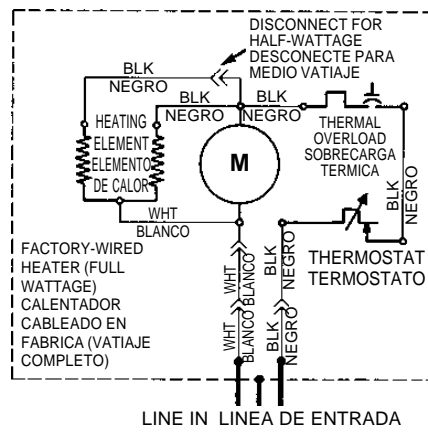 DISCONNECT FOR
HALF-WATTAGE
DESCONECTE PARA
MEDIO VATIAJE
BLK
NEGRO
BLK
NEGRO
BLK
NEGRO
HEATING
ELEMENT
ELEMENTO
DE CALOR
M
THERMAL
OVERLOAD
SOBRECARGA
TERMICA
BLK
NEGRO
WHT
BLANCO
FACTORY-WIRED
HEATER (FULL
WATTAGE)
CALENTADOR
CABLEADO EN
FABRICA (VATIAJE
COMPLETO)
WHT
BLANCO
BLK
NEGRO
THERMOSTAT
TERMOSTATO
WHT
BLANCO
BLK
NEGRO
LINE IN LINEA DE ENTRADA